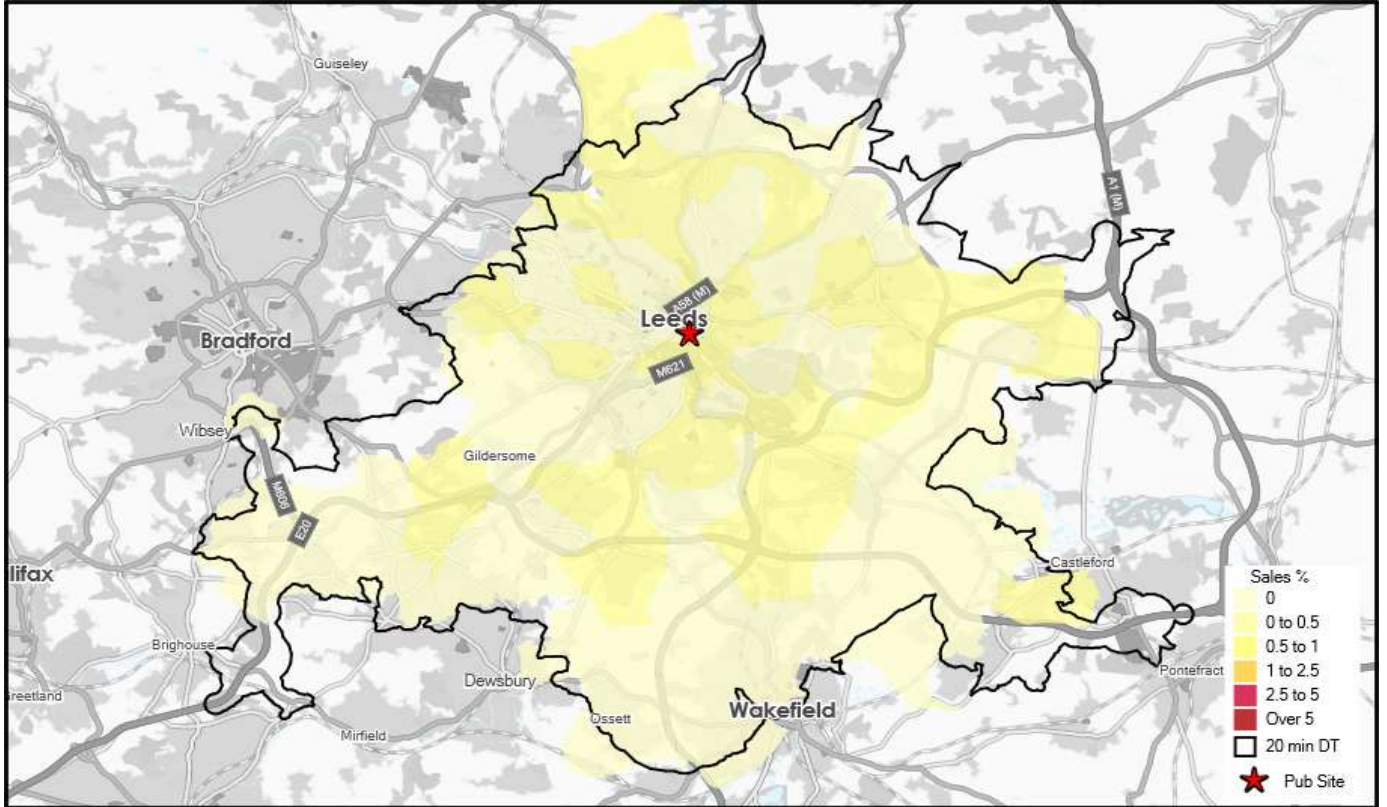 Guiseley
A1 (M)
A58 (M)
Leeds
Bradford
M621
Wibsey
Gildersome
M606
E20
Castleford
lifax
Brighouse
Dewsbury
Pontefract
Greetland
Ossett
Wakefield
Mirfield
Sales %
0
0 to 0.5
0.5 to 1
1 to 2.5
2.5 to 5
Over 5
20 min DT
Pub Site